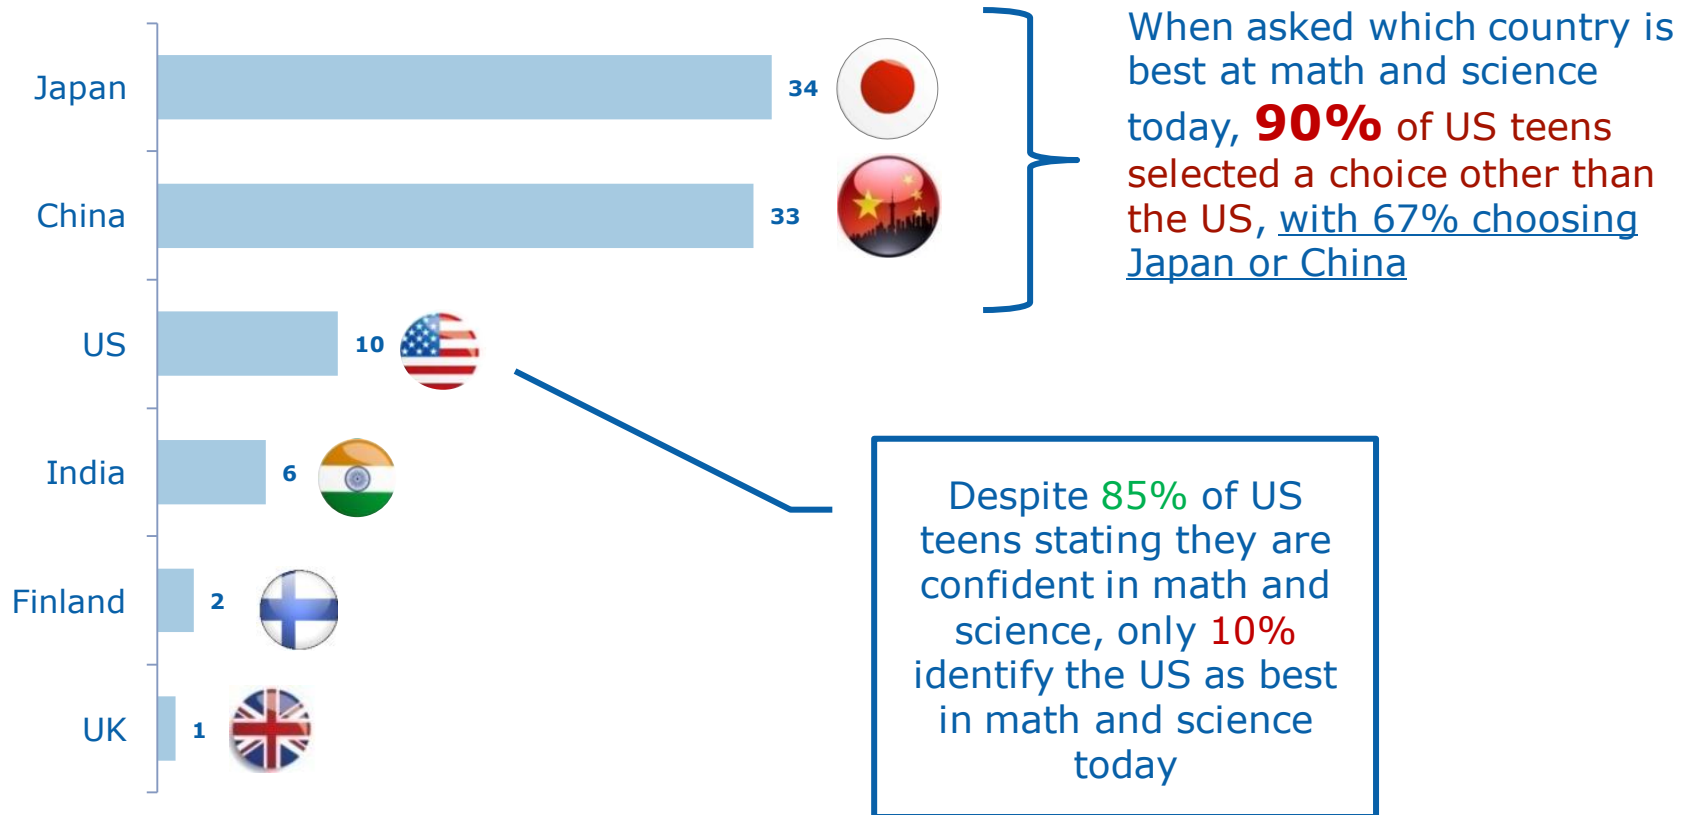 Japan
34
China
33
US
10
India
6
Finland
2
UK
1
When asked which country is
best at math and science
today, 90% of US teens
selected a choice other than
the US, with 67% choosing
Japan or China
Despite 85% of US
teens stating they are
confident in math and
science, only 10%
identify the US as best
in math and science
today